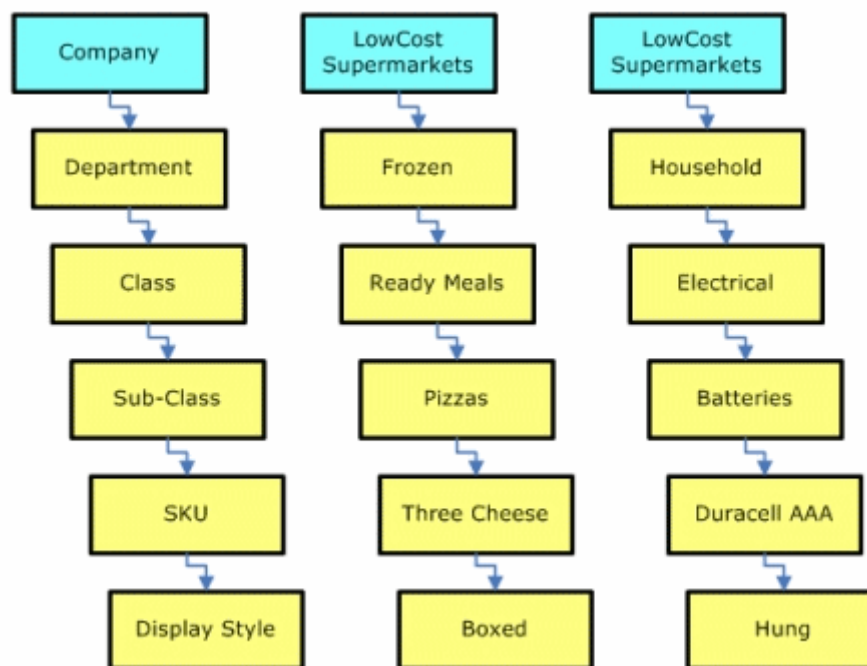 Company
LowCost
Supermarkets
LowCost
Supermarkets
Department
Frozen
Household
Class
Ready Meals
Electrical
Sub-Class
Pizzas
Batteries
SKU
Three Cheese
Duracell AAA
Display Style
Boxed
Hung